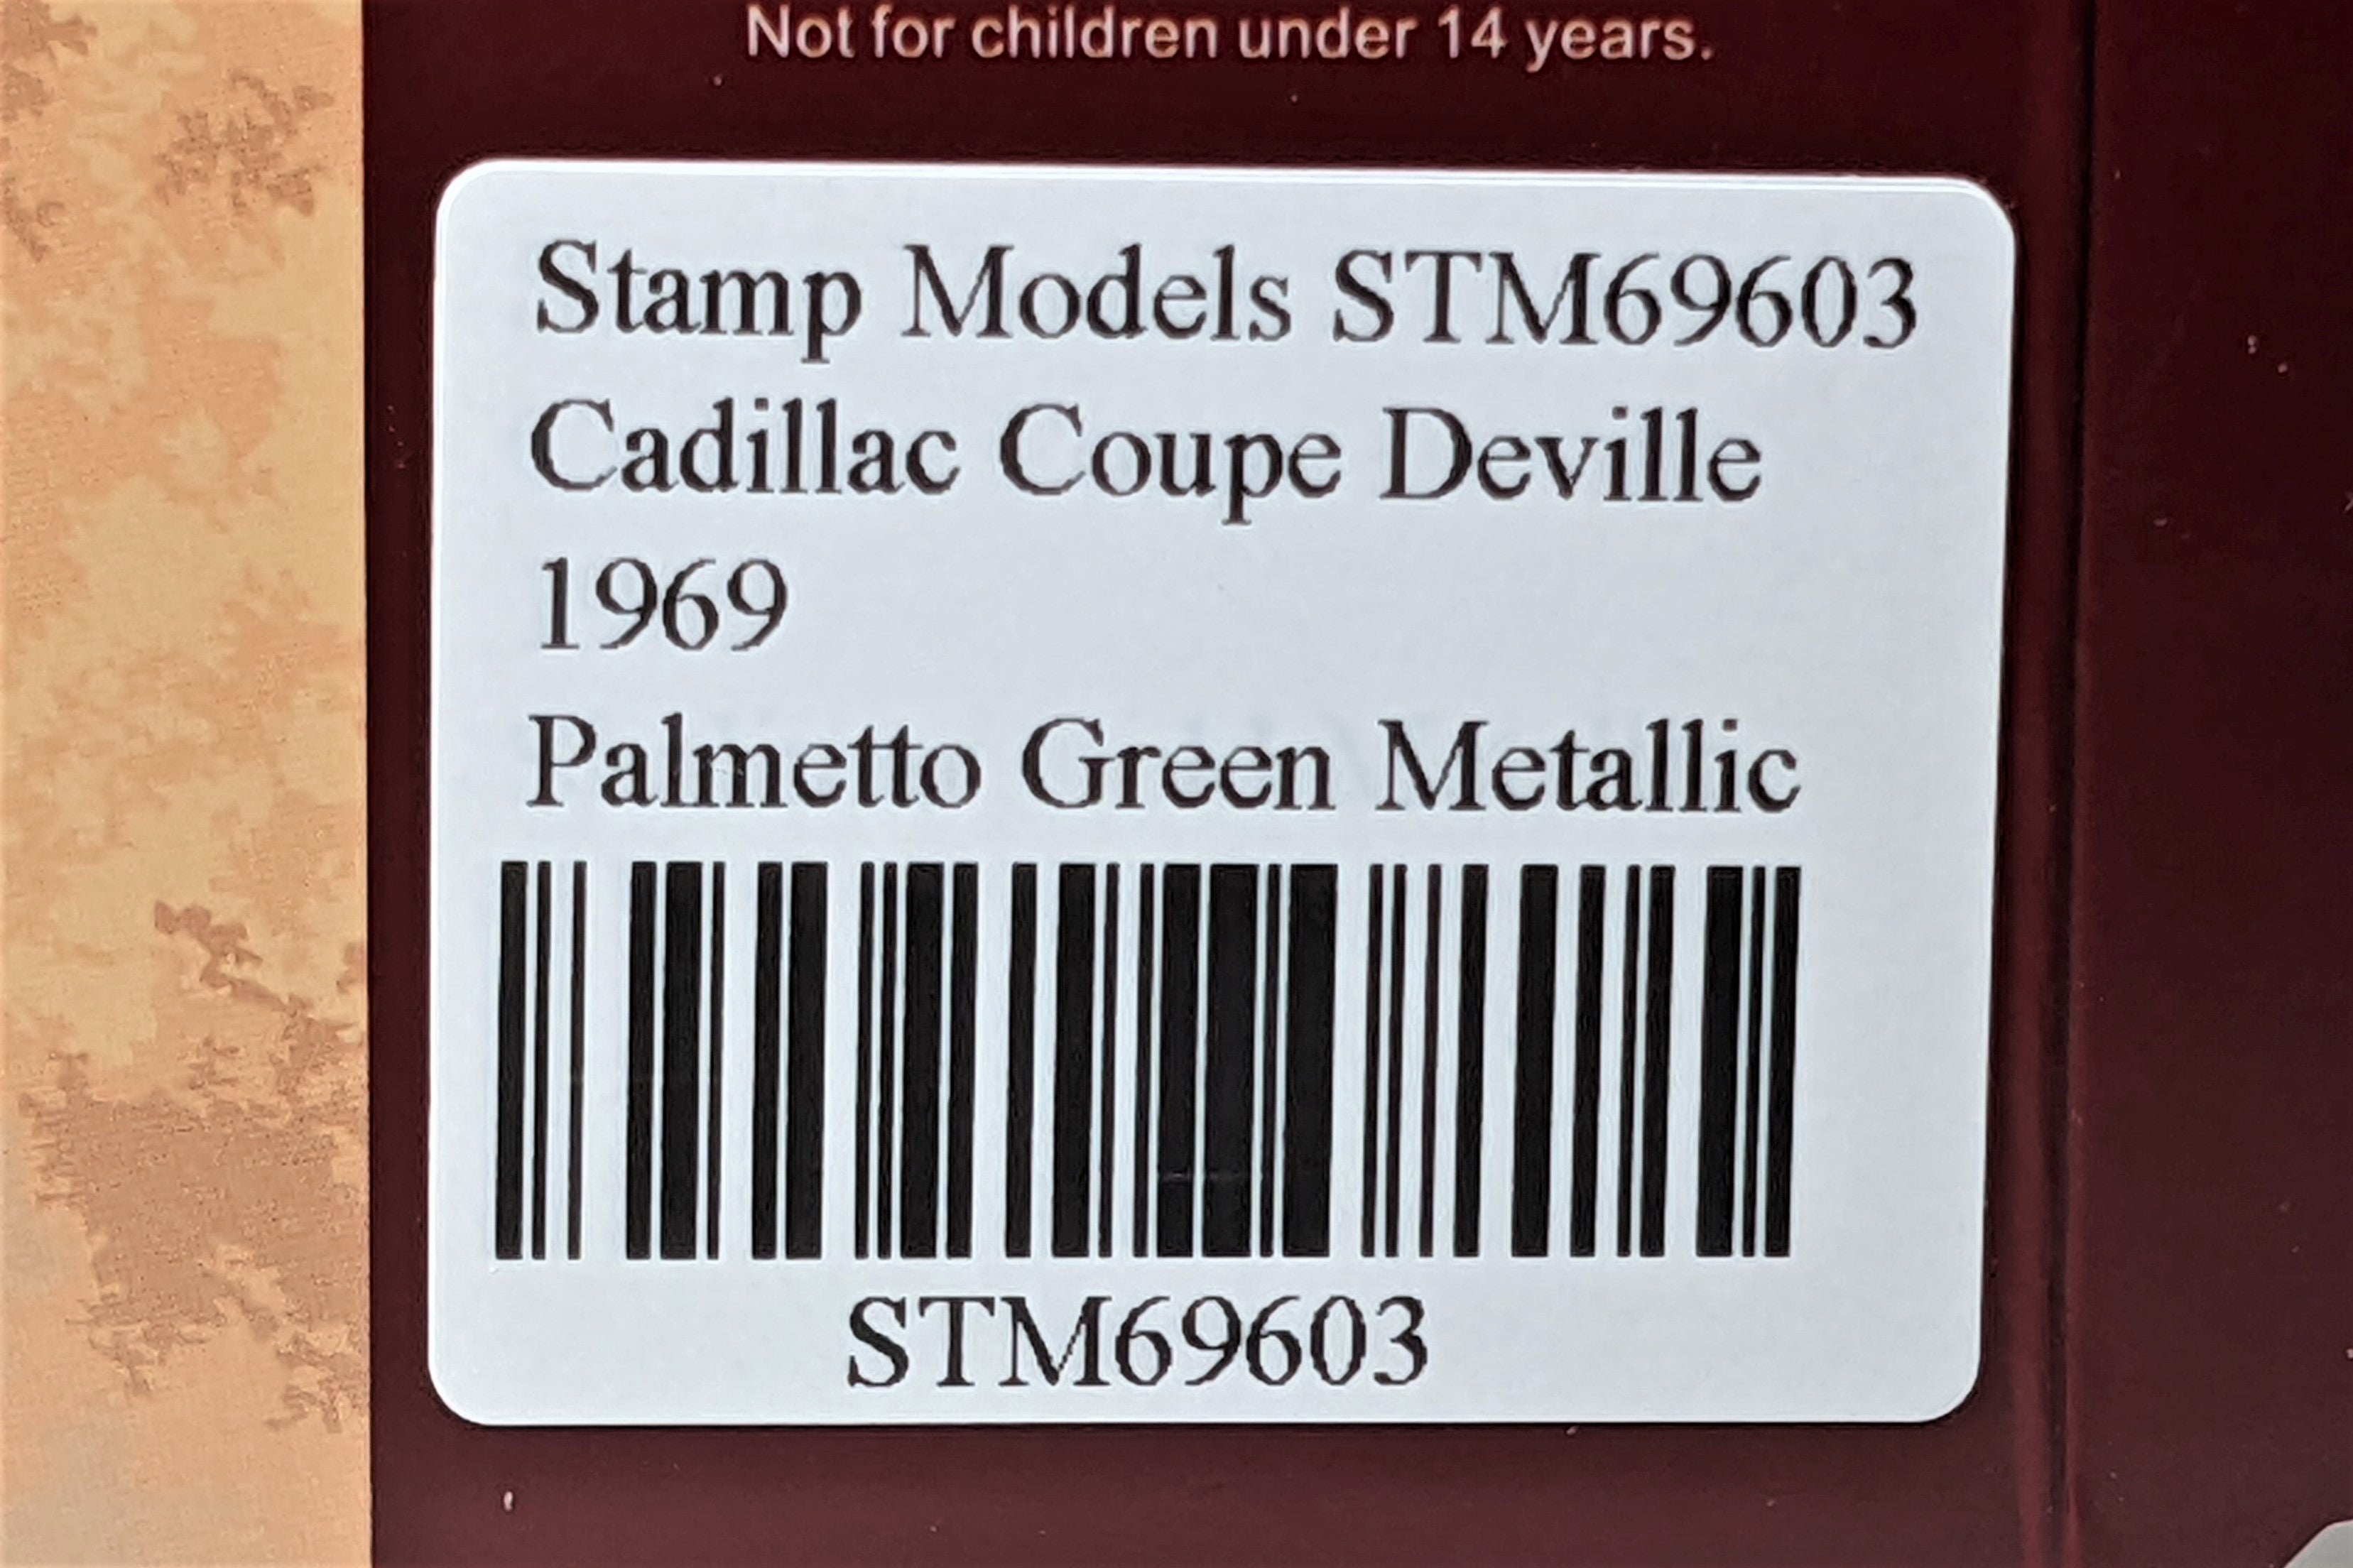 Not for children under 14 years.
Stamp Models STM69603
Cadillac Coupe Deville
1969
Palmetto Green Metallic
STM69603